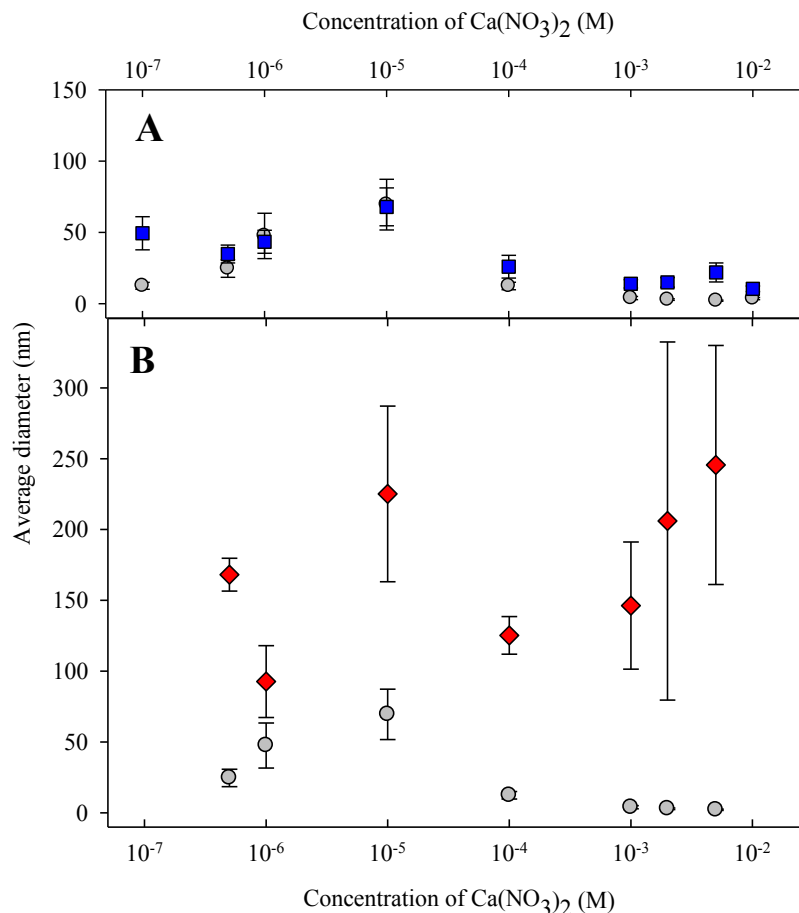 Concentration of Ca(NO₃)₂ (M)
10⁻⁷ 10⁻⁶ 10⁻⁵ 10⁻⁴ 10⁻³ 10⁻²
150
A
100
50
0
B
300
250
200
150
100
50
0
Average diameter (nm)
10⁻⁷ 10⁻⁶ 10⁻⁵ 10⁻⁴ 10⁻³ 10⁻²
Concentration of Ca(NO₃)₂ (M)